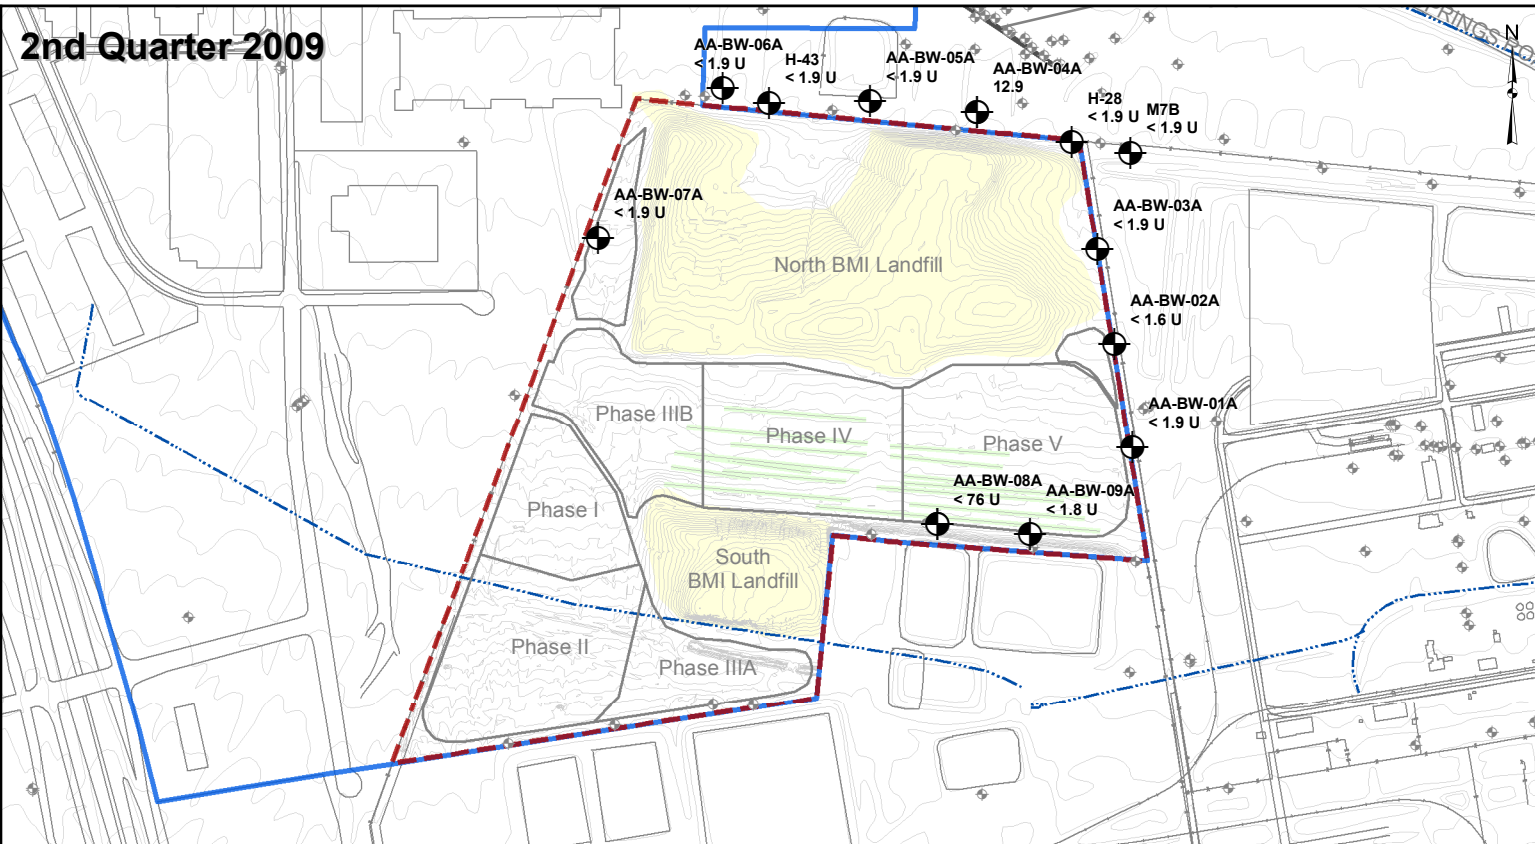 2nd Quarter 2009
RINGS RO
N
AA-BW-06A
< 1.9 U
H-43
< 1.9 U
AA-BW-05A
< 1.9 U
AA-BW-04A
12.9
H-28
< 1.9 U
M7B
< 1.9 U
AA-BW-07A
< 1.9 U
AA-BW-03A
< 1.9 U
North BMI Landfill
AA-BW-02A
< 1.6 U
AA-BW-01A
< 1.9 U
Phase IIIB
Phase IV
Phase V
AA-BW-08A
< 76 U
AA-BW-09A
< 1.8 U
Phase I
South
BMI Landfill
Phase II
Phase IIIA